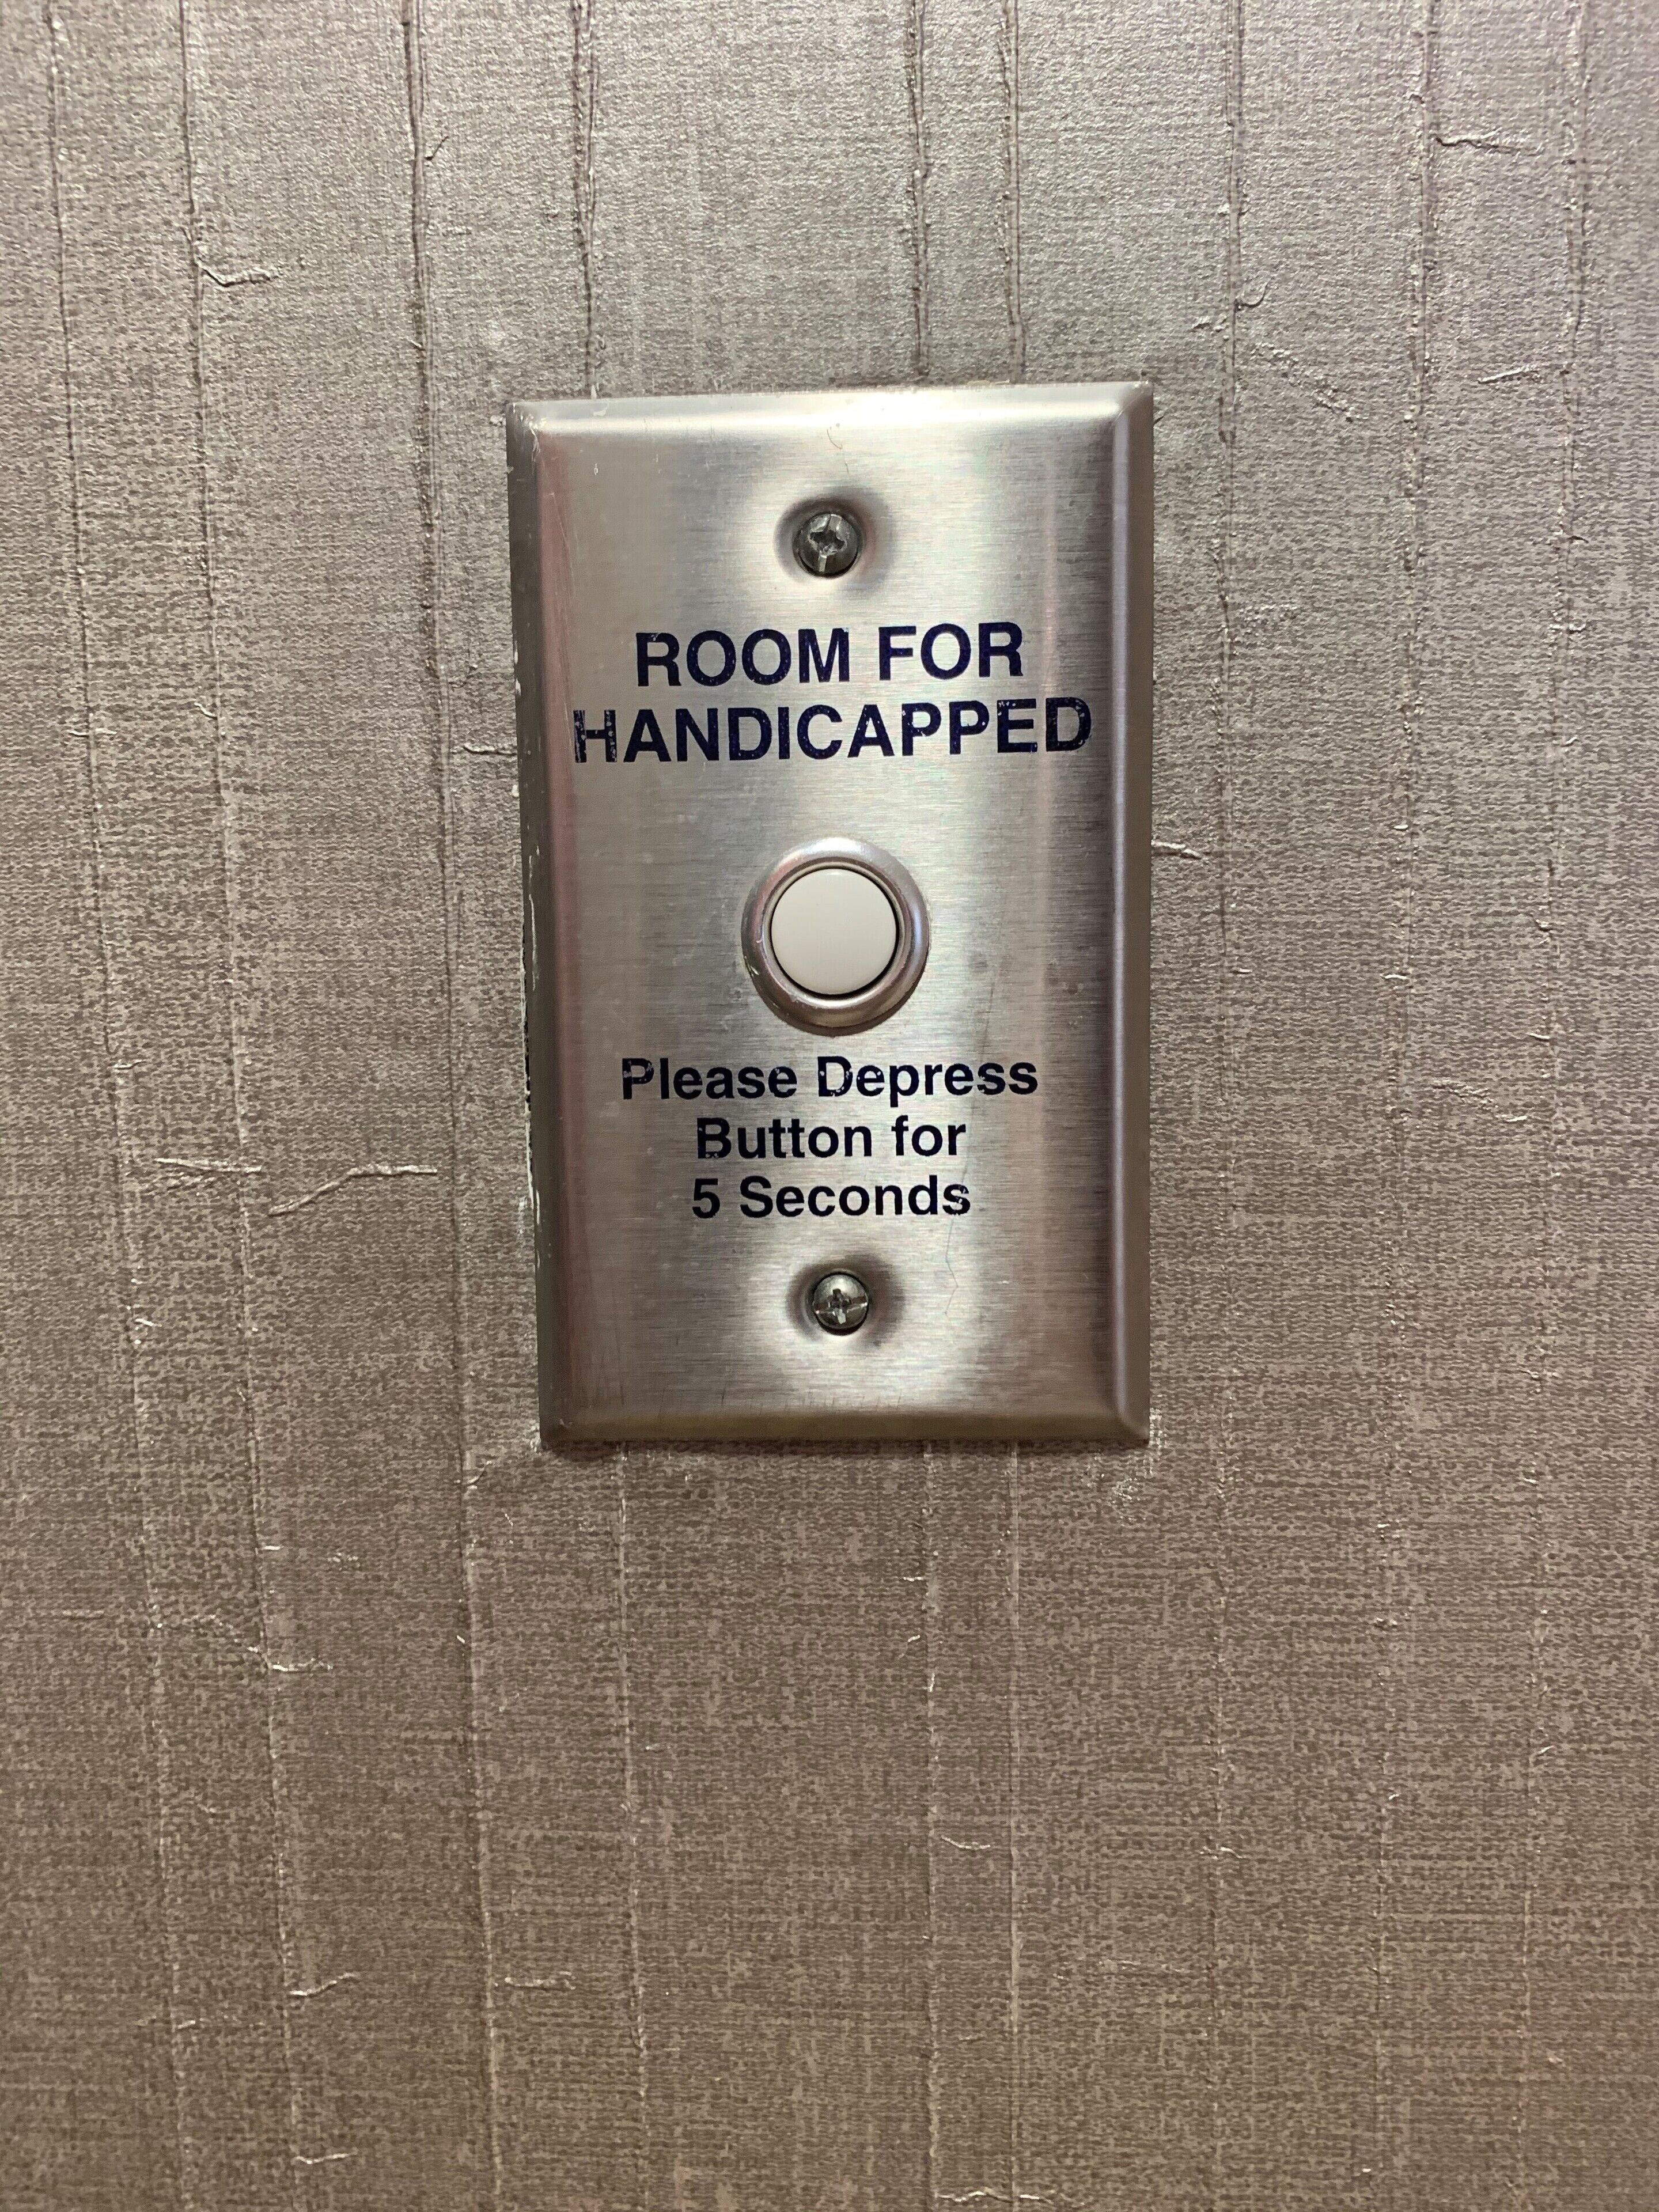 ROOM FOR
HANDICAPPED
Please Depress
Button for
5 Seconds